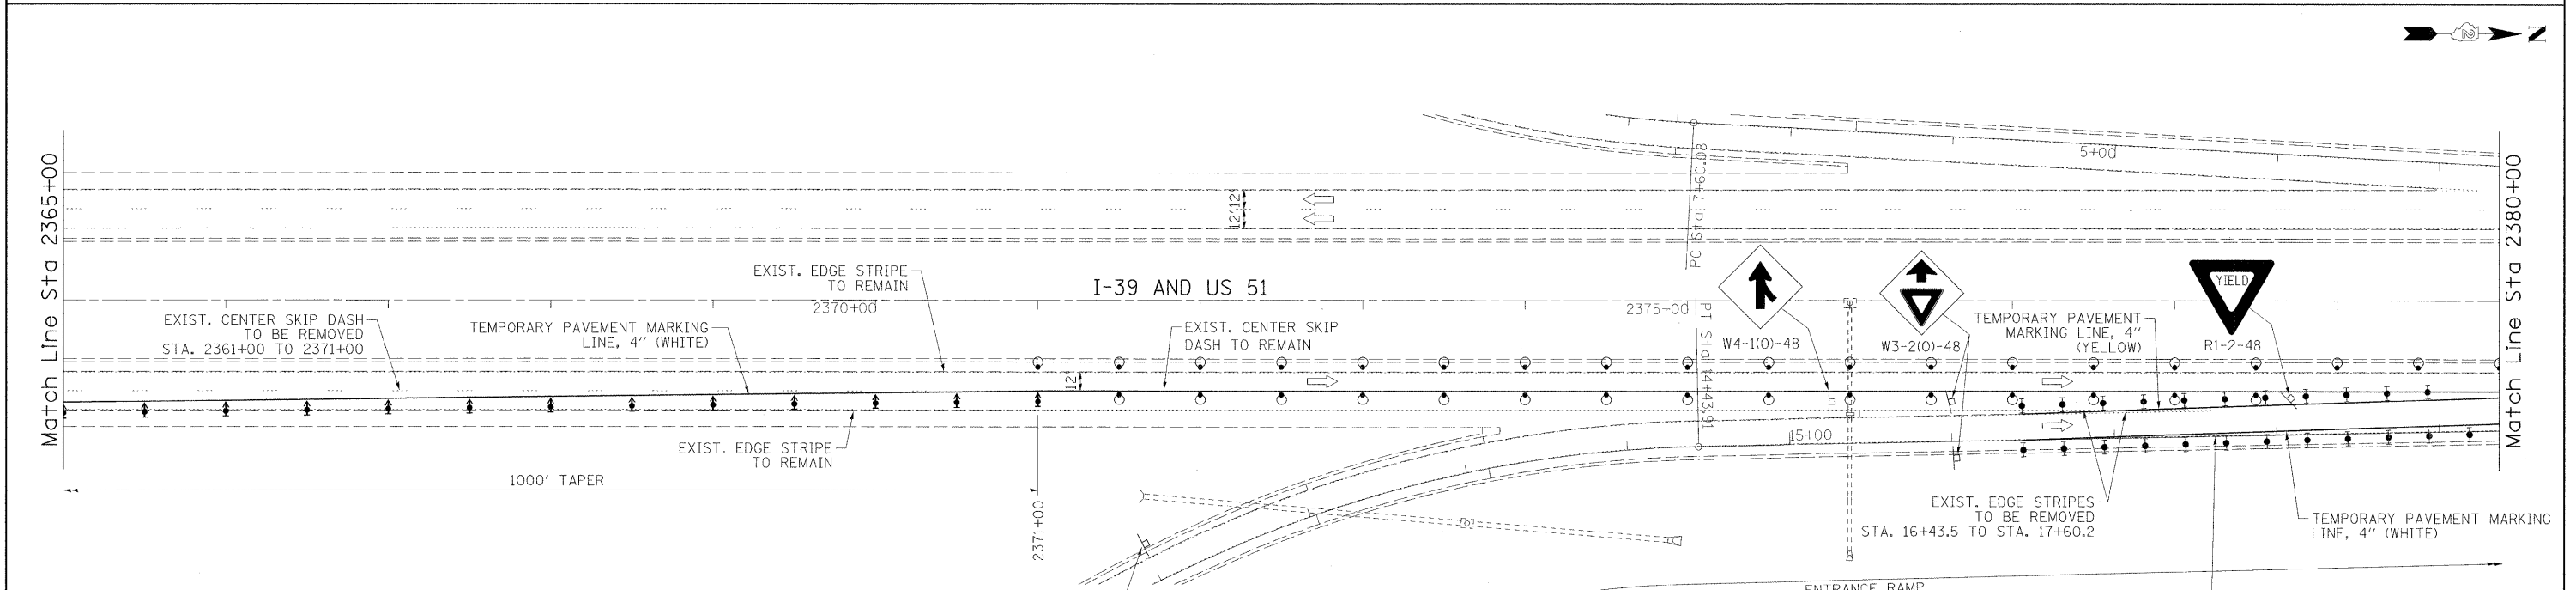 N
Match Line Sta 2365+00
EXIST. CENTER SKIP DASH
TO BE REMOVED
STA. 2361+00 TO 2371+00
TEMPORARY PAVEMENT MARKING
LINE, 4" (WHITE)
EXIST. EDGE STRIPE
TO REMAIN
2370+00
EXIST. EDGE STRIPE
TO REMAIN
1000' TAPER
2371+00
12'
12'
12'
I-39 AND US 51
EXIST. CENTER SKIP
DASH TO REMAIN
2375+00
PC Sta 7+60.08
PT Sta 14+43.91
5+00
W4-1(O)-48
W3-2(O)-48
TEMPORARY PAVEMENT
MARKING LINE, 4"
(YELLOW)
YIELD
R1-2-48
15+00
EXIST. EDGE STRIPES
TO BE REMOVED
STA. 16+43.5 TO STA. 17+60.2
TEMPORARY PAVEMENT MARKING
LINE, 4" (WHITE)
ENTRANCE RAMP
Match Line Sta 2380+00